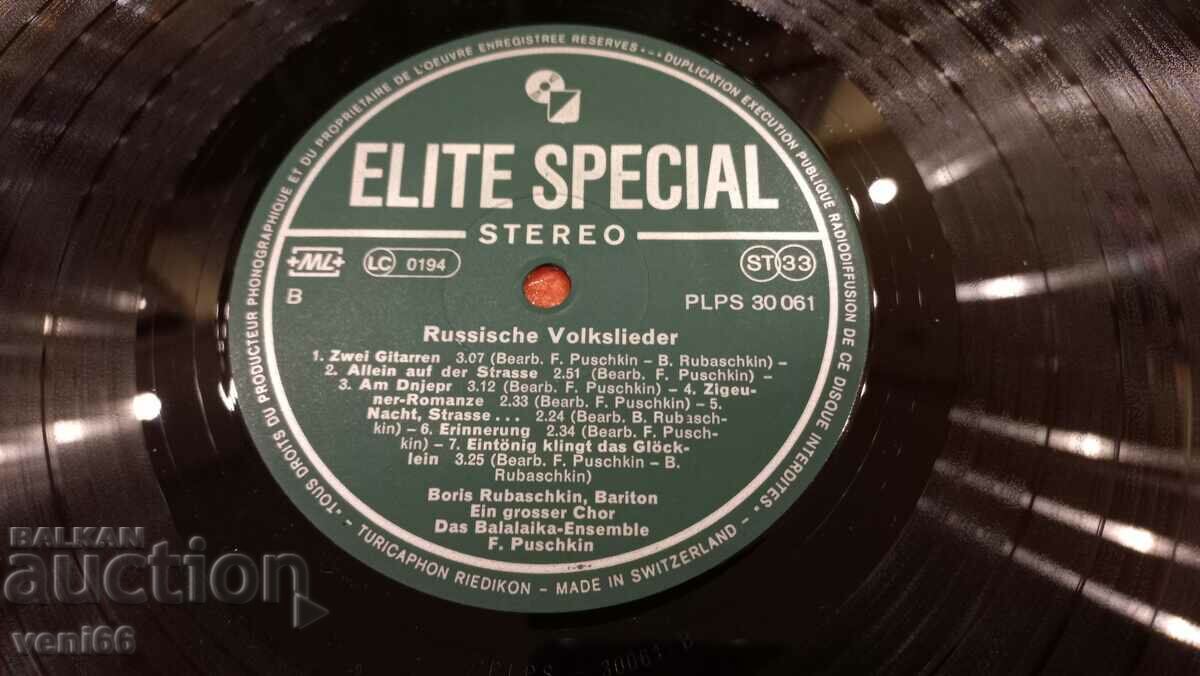 "TOUS DROITS DU PRODUCTEUR PHONOGRAPHIQUE ET DU PROPRIETAIRE DE L'OEUVRE ENREGISTREE RESERVES – DUPLICATION EXECUTION PUBLIQUE RADIODIFFUSION DE CE DISQUE INTERDITES"
ELITE SPECIAL
STEREO
+ML+ LC 0194 ST 33
B PLPS 30 061
Russische Volkslieder
1. Zwei Gitarren 3.07 (Bearb. F. Puschkin – B. Rubaschkin) –
2. Allein auf der Strasse 2.51 (Bearb. F. Puschkin) –
3. Am Dnjepr 3.12 (Bearb. F. Puschkin) – 4. Zigeu-
ner-Romanze 2.33 (Bearb. F. Puschkin) – 5.
Nacht, Strasse ... 2.24 (Bearb. B. Rubasch-
kin) – 6. Erinnerung 2.34 (Bearb. F. Pusch-
kin) – 7. Eintönig klingt das Glöck-
lein 3.25 (Bearb. F. Puschkin – B.
Rubaschkin)
Boris Rubaschkin, Bariton
Ein grosser Chor
Das Balalaika-Ensemble
F. Puschkin
TURICAPHON RIEDIKON – MADE IN SWITZERLAND –
PLPS 30061 B
BALKAN
auction
veni66